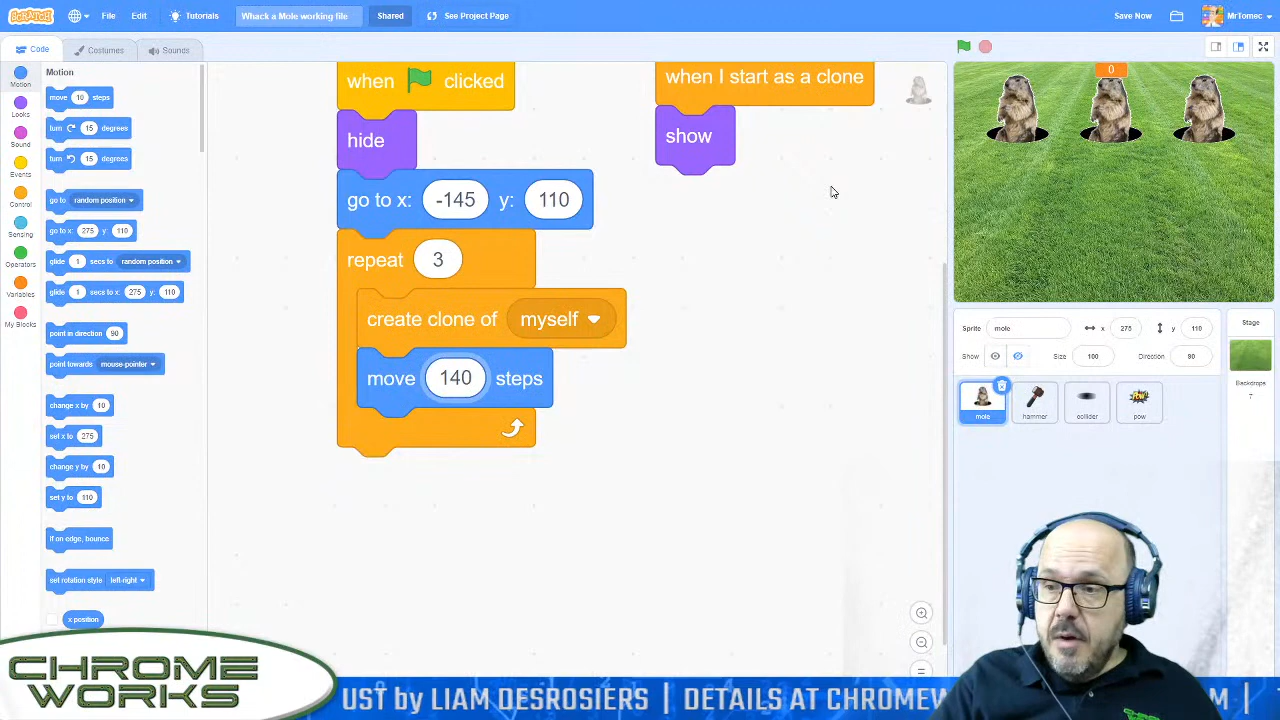 SCRATCH
File
Edit
Tutorials
Whack a Mole working file
Shared
See Project Page
Save Now
MrTomec
Code
Costumes
Sounds
Motion
Looks
Sound
Events
Control
Sensing
Operators
Variables
My Blocks
Motion
move 10 steps
turn 15 degrees
turn 15 degrees
go to random position
go to x: 275 y: 110
glide 1 secs to random position
glide 1 secs to x: 275 y: 110
point in direction 90
point towards mouse-pointer
change x by 10
set x to 275
change y by 10
set y to 110
if on edge, bounce
set rotation style left-right
x position
when clicked
hide
go to x: -145 y: 110
repeat 3
create clone of myself
move 140 steps
when I start as a clone
show
0
Sprite mole x 275 y 110
Show Size 100 Direction 90
mole
hammer
collider
POW
pow
Stage
Backdrops
7
CHROME
WORKS
UST by LIAM DESROSIERS | DETAILS AT CHROMEW
M |